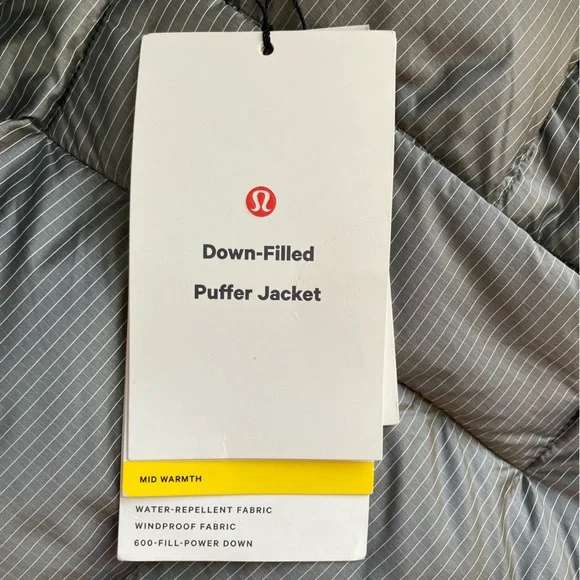 Down-Filled
Puffer Jacket
MID WARMTH
WATER-REPELLENT FABRIC
WINDPROOF FABRIC
600-FILL-POWER DOWN